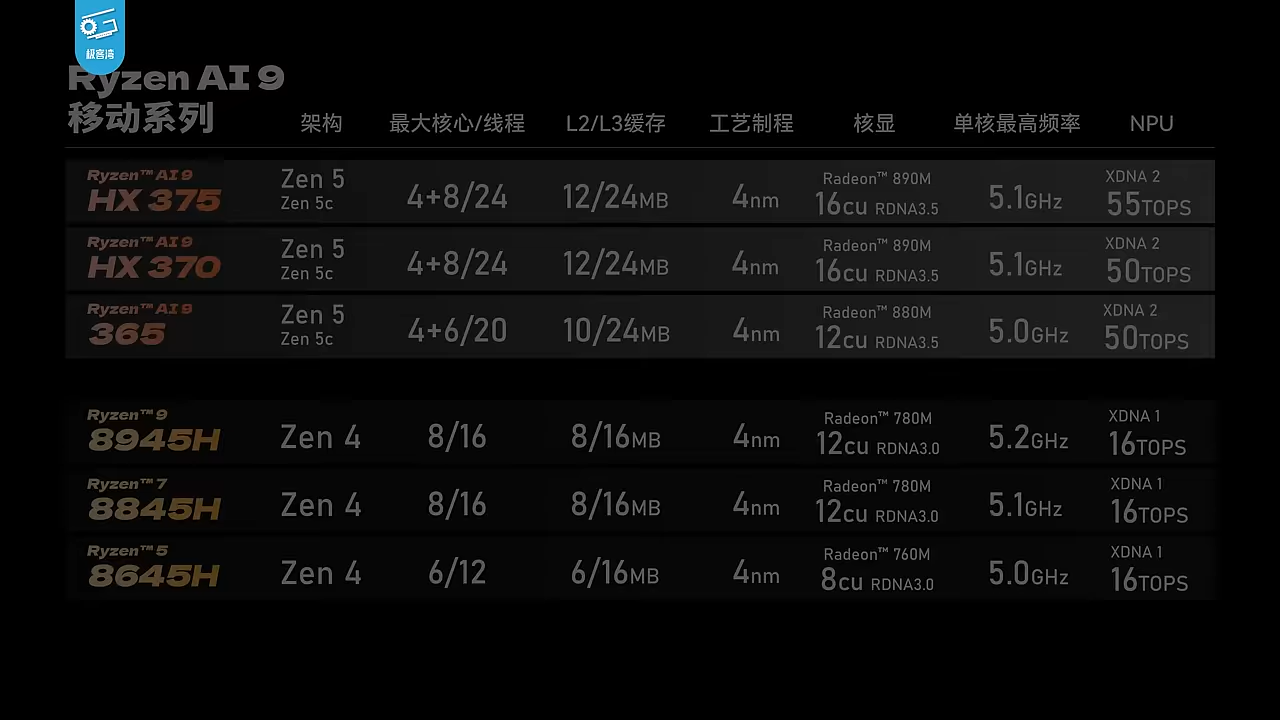 极客湾
Ryzen AI 9
移动系列 架构 最大核心/线程 L2/L3缓存 工艺制程 核显 单核最高频率 NPU
Ryzen™ AI 9 HX 375 Zen 5 Zen 5c 4+8/24 12/24MB 4nm Radeon™ 890M 16cu RDNA3.5 5.1GHz XDNA 2 55TOPS
Ryzen™ AI 9 HX 370 Zen 5 Zen 5c 4+8/24 12/24MB 4nm Radeon™ 890M 16cu RDNA3.5 5.1GHz XDNA 2 50TOPS
Ryzen™ AI 9 365 Zen 5 Zen 5c 4+6/20 10/24MB 4nm Radeon™ 880M 12cu RDNA3.5 5.0GHz XDNA 2 50TOPS
Ryzen™ 9 8945H Zen 4 8/16 8/16MB 4nm Radeon™ 780M 12cu RDNA3.0 5.2GHz XDNA 1 16TOPS
Ryzen™ 7 8845H Zen 4 8/16 8/16MB 4nm Radeon™ 780M 12cu RDNA3.0 5.1GHz XDNA 1 16TOPS
Ryzen™ 5 8645H Zen 4 6/12 6/16MB 4nm Radeon™ 760M 8cu RDNA3.0 5.0GHz XDNA 1 16TOPS